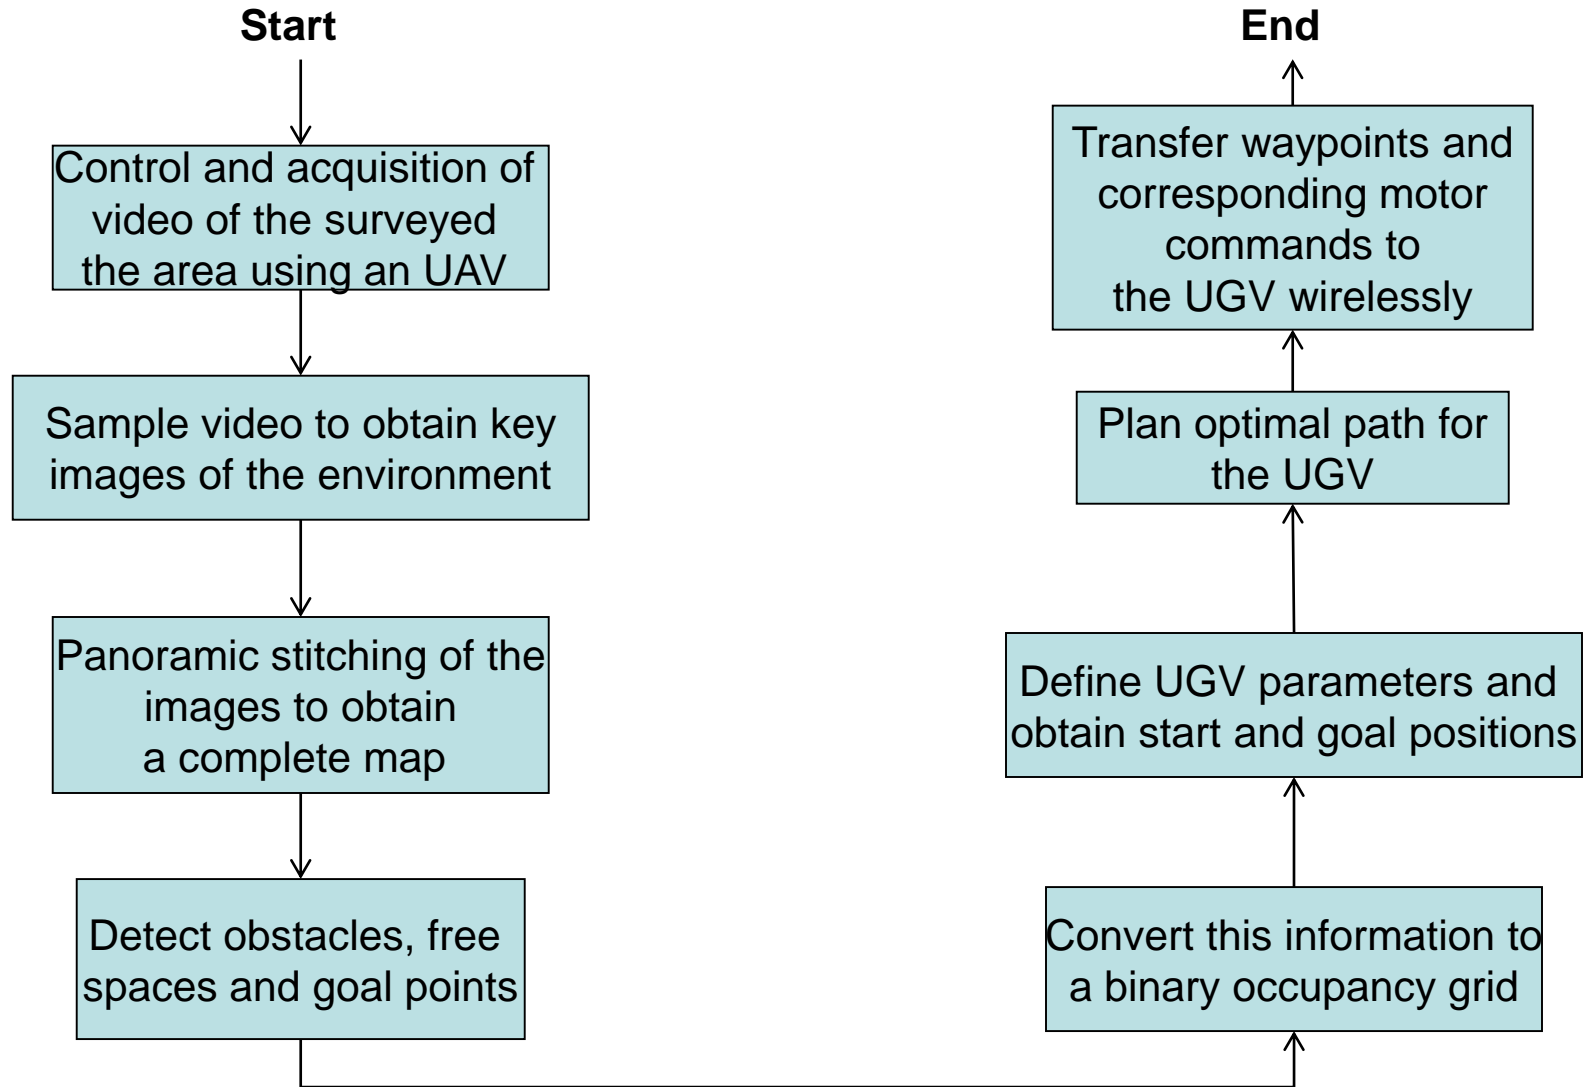 Start
Control and acquisition of
video of the surveyed
the area using an UAV
Sample video to obtain key
images of the environment
Panoramic stitching of the
images to obtain
a complete map
Detect obstacles, free
spaces and goal points
Convert this information to
a binary occupancy grid
Define UGV parameters and
obtain start and goal positions
Plan optimal path for
the UGV
Transfer waypoints and
corresponding motor
commands to
the UGV wirelessly
End